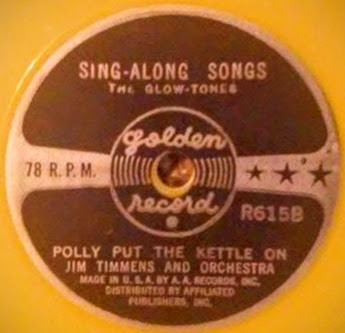 SING-ALONG SONGS
THE GLOW-TONES
golden
78 R.P.M.
record
R615B
POLLY PUT THE KETTLE ON
JIM TIMMENS AND ORCHESTRA
MADE IN U.S.A. BY A.A. RECORDS, INC.
DISTRIBUTED BY AFFILIATED
PUBLISHERS, INC.